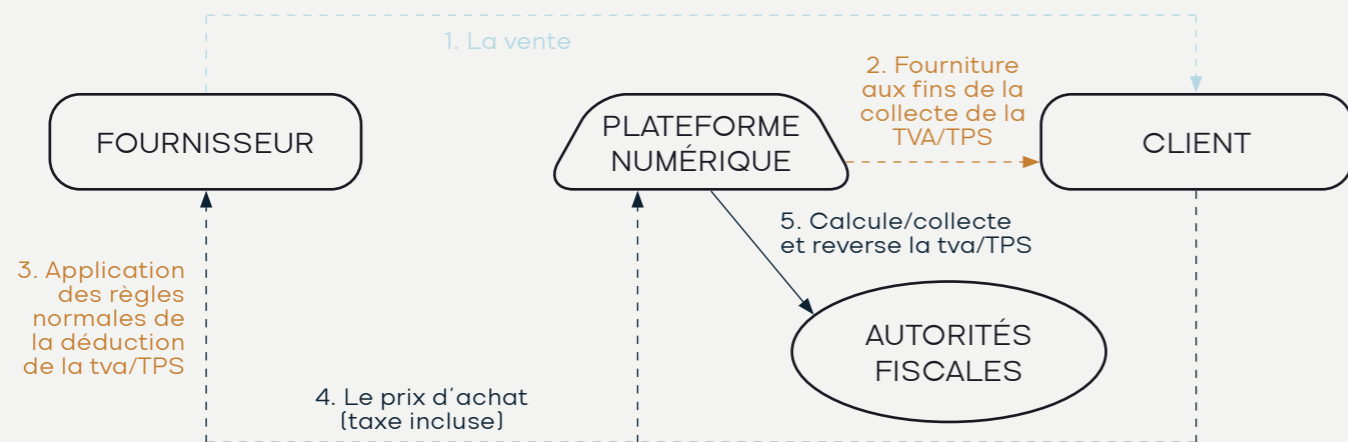 1. La vente
2. Fourniture
aux fins de la
collecte de la
TVA/TPS
FOURNISSEUR
PLATEFORME
NUMÉRIQUE
CLIENT
3. Application
des règles
normales de
la déduction
de la tva/TPS
5. Calcule/collecte
et reverse la tva/TPS
AUTORITÉS
FISCALES
4. Le prix d'achat
(taxe incluse)